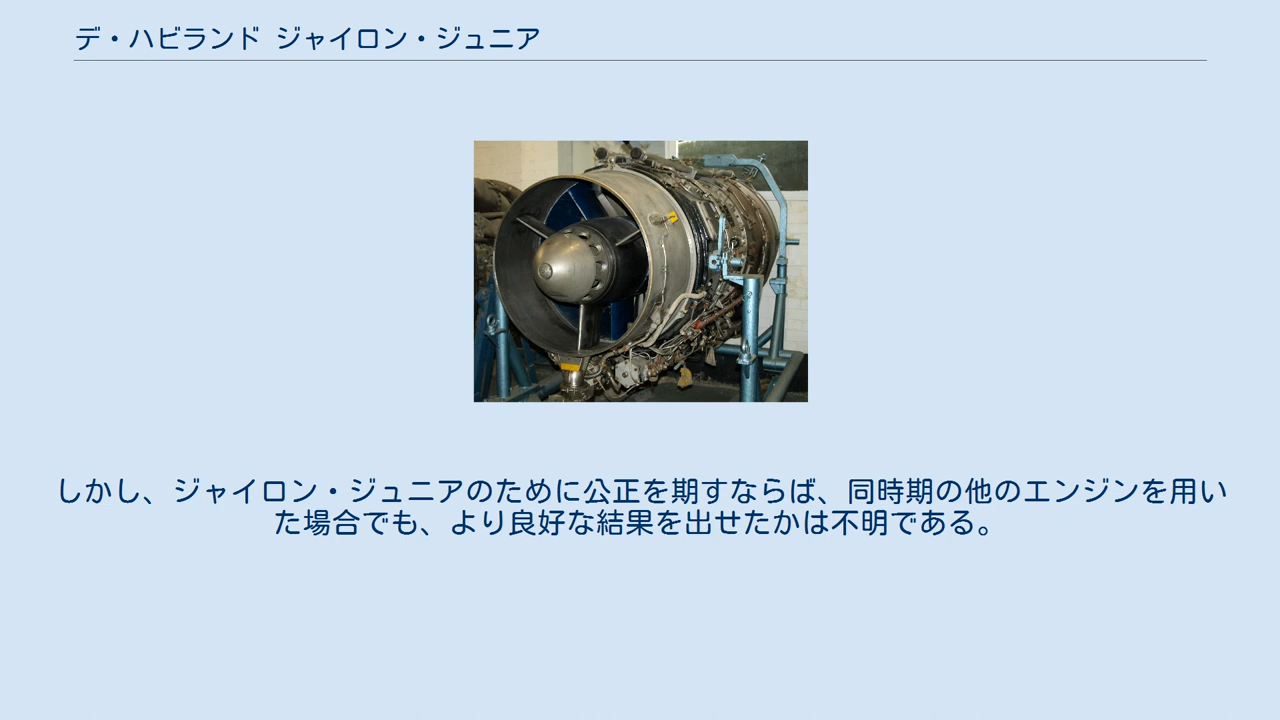 デ・ハビランド ジャイロン・ジュニア
しかし、ジャイロン・ジュニアのために公正を期すならば、同時期の他のエンジンを用い
た場合でも、より良好な結果を出せたかは不明である。